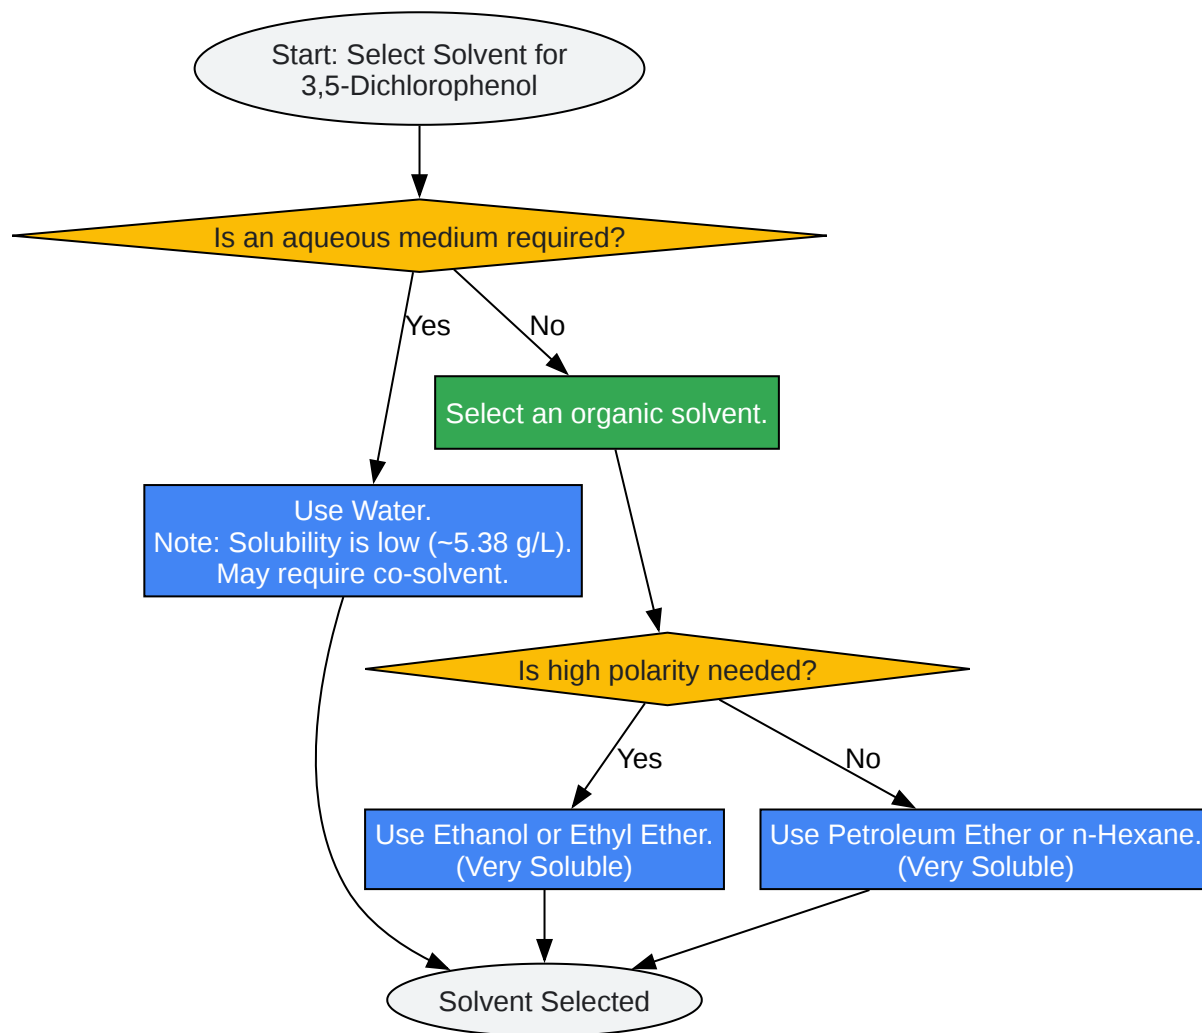 Start: Select Solvent for
3,5-Dichlorophenol
Is an aqueous medium required?
Yes
No
Select an organic solvent.
Use Water.
Note: Solubility is low (~5.38 g/L).
May require co-solvent.
Is high polarity needed?
Yes
No
Use Ethanol or Ethyl Ether.
(Very Soluble)
Use Petroleum Ether or n-Hexane.
(Very Soluble)
Solvent Selected